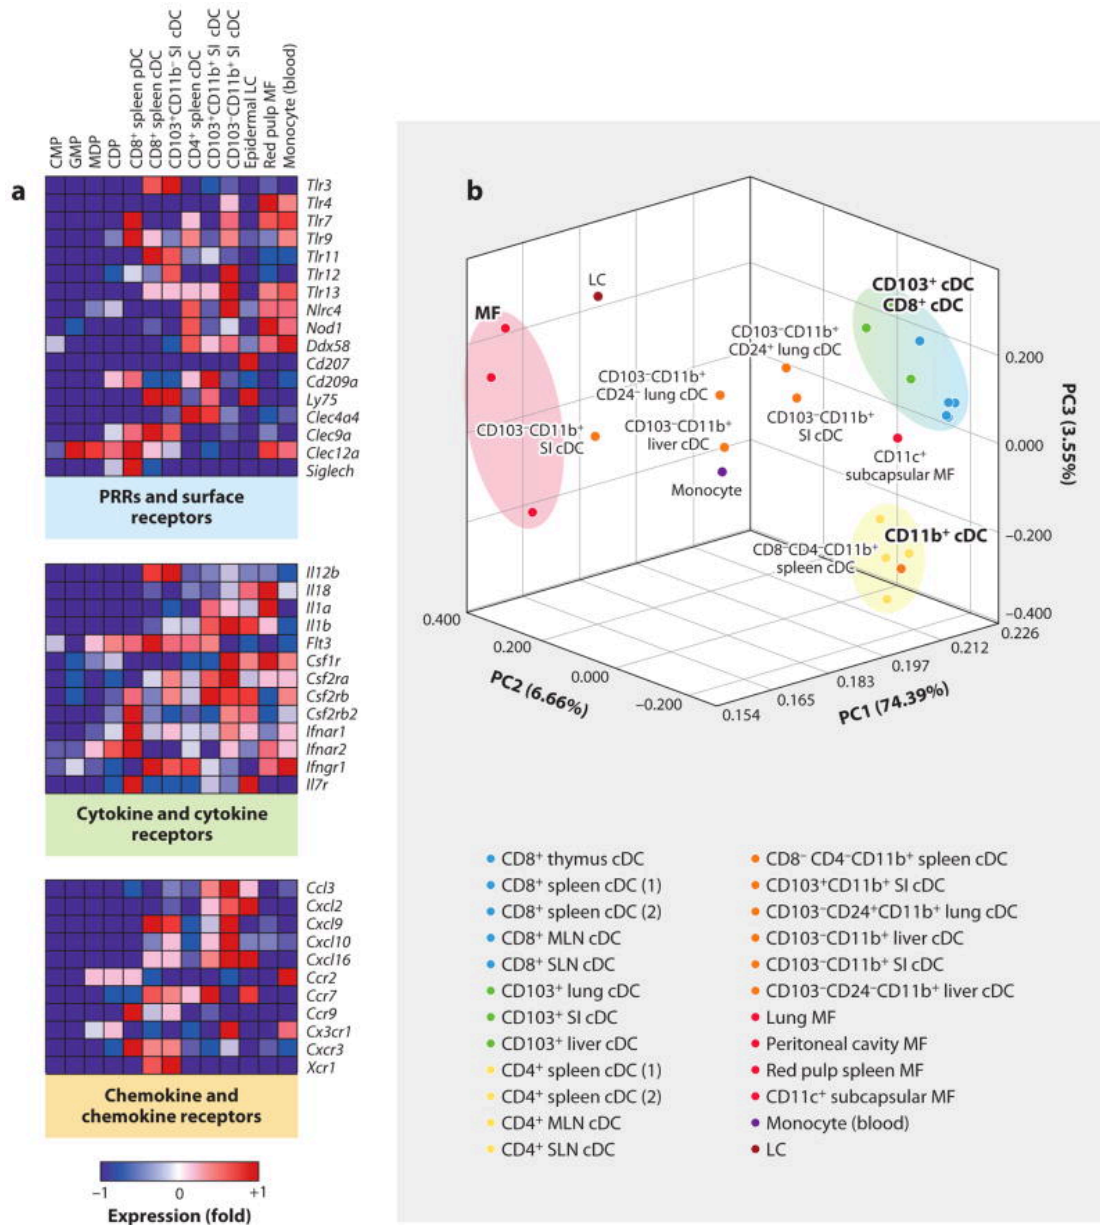 a
CMP
GMP
MDP
CDP
CD8⁺ spleen pDC
CD8⁺ spleen cDC
CD103⁺CD11b⁻ SI cDC
CD4⁺ spleen cDC
CD103⁺CD11b⁺ SI cDC
CD103⁻CD11b⁺ SI cDC
Epidermal LC
Red pulp MF
Monocyte (blood)
Tlr3
Tlr4
Tlr7
Tlr9
Tlr11
Tlr12
Tlr13
Nlrc4
Nod1
Ddx58
Cd207
Cd209a
Ly75
Clec4a4
Clec9a
Clec12a
Siglech
PRRs and surface
receptors
Il12b
Il18
Il1a
Il1b
Flt3
Csf1r
Csf2ra
Csf2rb
Csf2rb2
Ifnar1
Ifnar2
Ifngr1
Il7r
Cytokine and cytokine
receptors
Ccl3
Cxcl2
Cxcl9
Cxcl10
Cxcl16
Ccr2
Ccr7
Ccr9
Cx3cr1
Cxcr3
Xcr1
Chemokine and
chemokine receptors
−1
0
+1
Expression (fold)
b
LC
MF
CD103⁺ cDC
CD8⁺ cDC
CD103⁻CD11b⁺
CD24⁺ lung cDC
CD103⁻CD11b⁺
CD24⁻ lung cDC
CD103⁻CD11b⁺
SI cDC
CD103⁻CD11b⁺
liver cDC
CD103⁻CD11b⁺
SI cDC
CD11c⁺
subcapsular MF
Monocyte
CD11b⁺ cDC
CD8⁻CD4⁻CD11b⁺
spleen cDC
0.200
0.000
−0.200
−0.400
PC3 (3.55%)
0.400
0.200
0.000
−0.200
PC2 (6.66%)
0.154
0.165
0.183
0.197
0.212
0.226
PC1 (74.39%)
CD8⁺ thymus cDC
CD8⁺ spleen cDC (1)
CD8⁺ spleen cDC (2)
CD8⁺ MLN cDC
CD8⁺ SLN cDC
CD103⁺ lung cDC
CD103⁺ SI cDC
CD103⁺ liver cDC
CD4⁺ spleen cDC (1)
CD4⁺ spleen cDC (2)
CD4⁺ MLN cDC
CD4⁺ SLN cDC
CD8⁻ CD4⁻CD11b⁺ spleen cDC
CD103⁺CD11b⁺ SI cDC
CD103⁻CD24⁺CD11b⁺ lung cDC
CD103⁻CD11b⁺ liver cDC
CD103⁻CD11b⁺ SI cDC
CD103⁻CD24⁻CD11b⁺ liver cDC
Lung MF
Peritoneal cavity MF
Red pulp spleen MF
CD11c⁺ subcapsular MF
Monocyte (blood)
LC